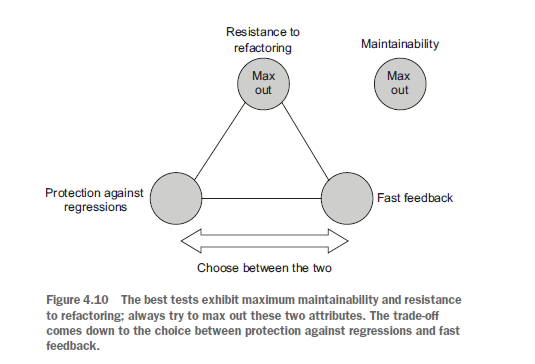 Resistance to
refactoring
Maintainability
Max
out
Max
out
Protection against
regressions
Fast feedback
Choose between the two
Figure 4.10 The best tests exhibit maximum maintainability and resistance
to refactoring; always try to max out these two attributes. The trade-off
comes down to the choice between protection against regressions and fast
feedback.